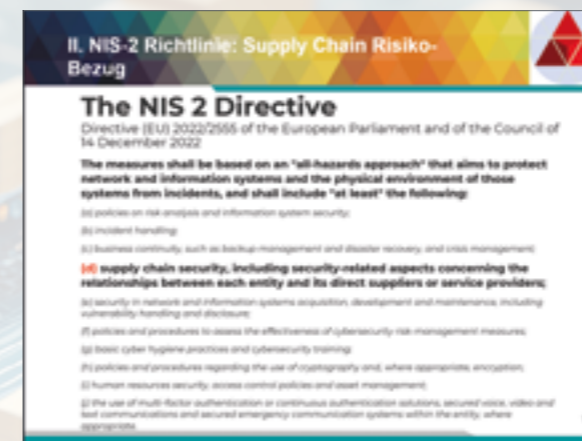 II. NIS-2 Richtlinie: Supply Chain Risiko-
Bezug
The NIS 2 Directive
Directive (EU) 2022/2555 of the European Parliament and of the Council of
14 December 2022
The measures shall be based on an "all-hazards approach" that aims to protect
network and information systems and the physical environment of those
systems from incidents, and shall include "at least" the following:
(a) policies on risk analysis and information system security;
(b) incident handling;
(c) business continuity, such as backup management and disaster recovery, and crisis management;
(d) supply chain security, including security-related aspects concerning the
relationships between each entity and its direct suppliers or service providers;
(e) security in network and information systems acquisition, development and maintenance, including
vulnerability handling and disclosure;
(f) policies and procedures to assess the effectiveness of cybersecurity risk-management measures;
(g) basic cyber hygiene practices and cybersecurity training;
(h) policies and procedures regarding the use of cryptography and, where appropriate, encryption;
(i) human resources security, access control policies and asset management;
(j) the use of multi-factor authentication or continuous authentication solutions, secured voice, video and
text communications and secured emergency communication systems within the entity, where
appropriate.